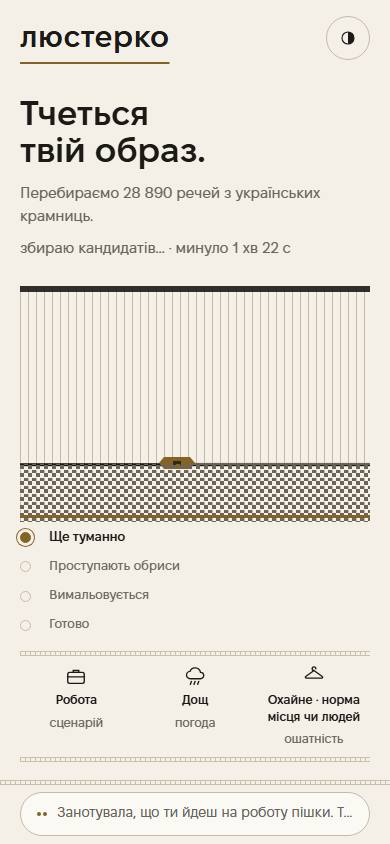 люстерко
Тчеться
твій образ.
Перебираємо 28 890 речей з українських
крамниць.
збираю кандидатів... · минуло 1 хв 22 с
Ще туманно
Проступають обриси
Вимальовується
Готово
Робота
сценарій
Дощ
погода
Охайне · норма
місця чи людей
ошатність
Занотувала, що ти йдеш на роботу пішки. Т...